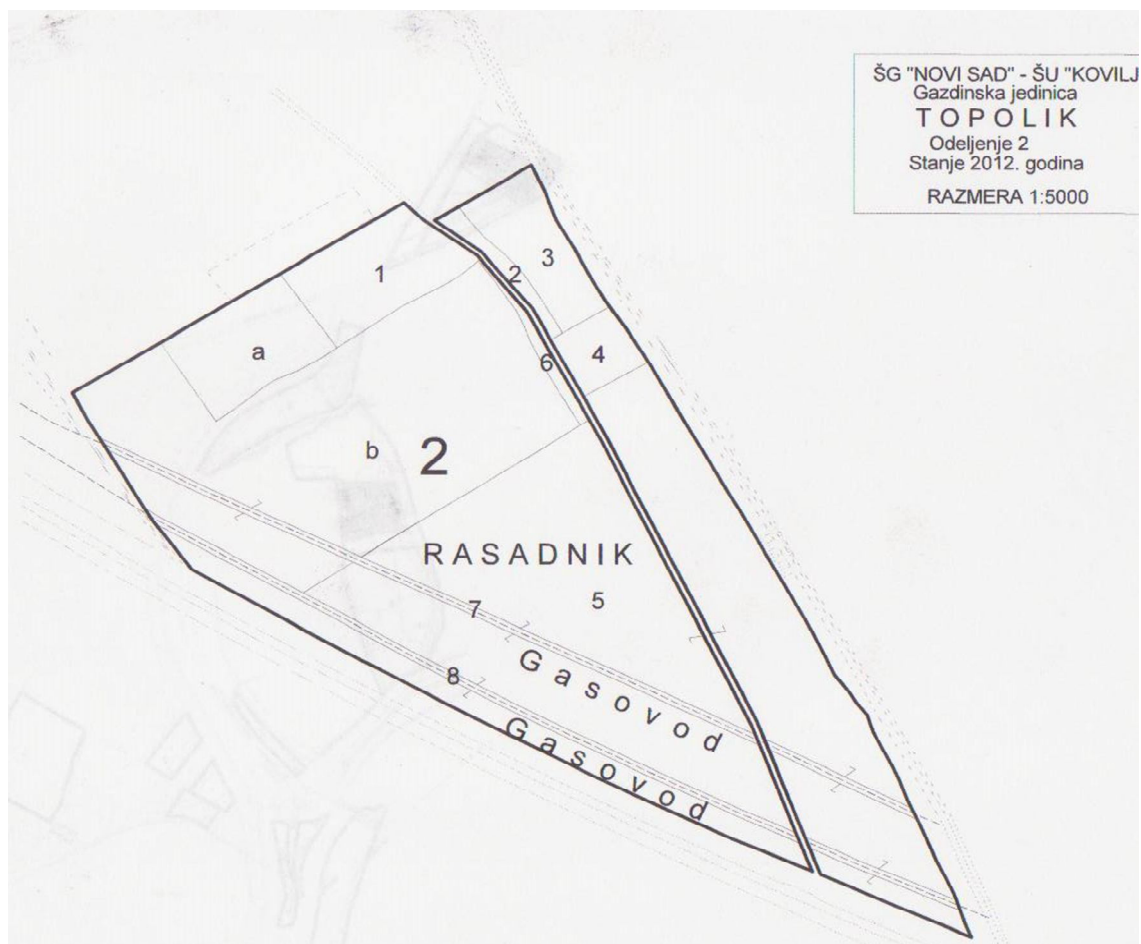 ŠG "NOVI SAD" - ŠU "KOVILJ
Gazdinska jedinica
TOPOLIK
Odeljenje 2
Stanje 2012. godina
RAZMERA 1:5000
1
2
3
a
6
4
b
2
RASADNIK
5
7
Gasovod
8
Gasovod